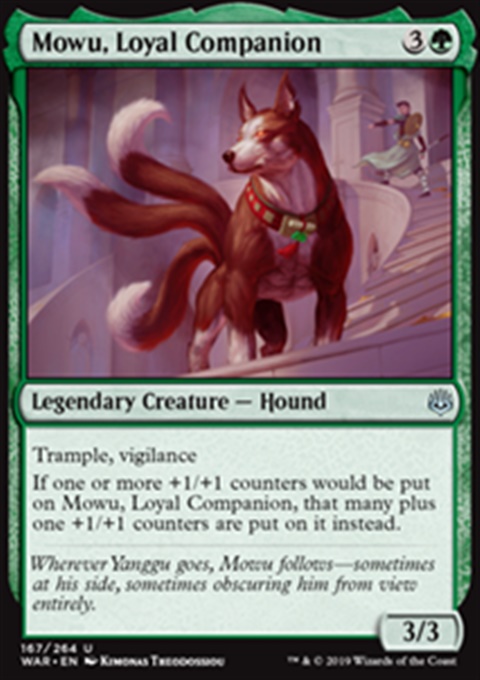 Mowu, Loyal Companion 3
Legendary Creature — Hound
Trample, vigilance
If one or more +1/+1 counters would be put
on Mowu, Loyal Companion, that many plus
one +1/+1 counters are put on it instead.
Wherever Yanggu goes, Mowu follows—sometimes
at his side, sometimes obscuring him from view
entirely.
3/3
167/264 U
WAR • EN Kimonas Theodossiou
™ & © 2019 Wizards of the Coast